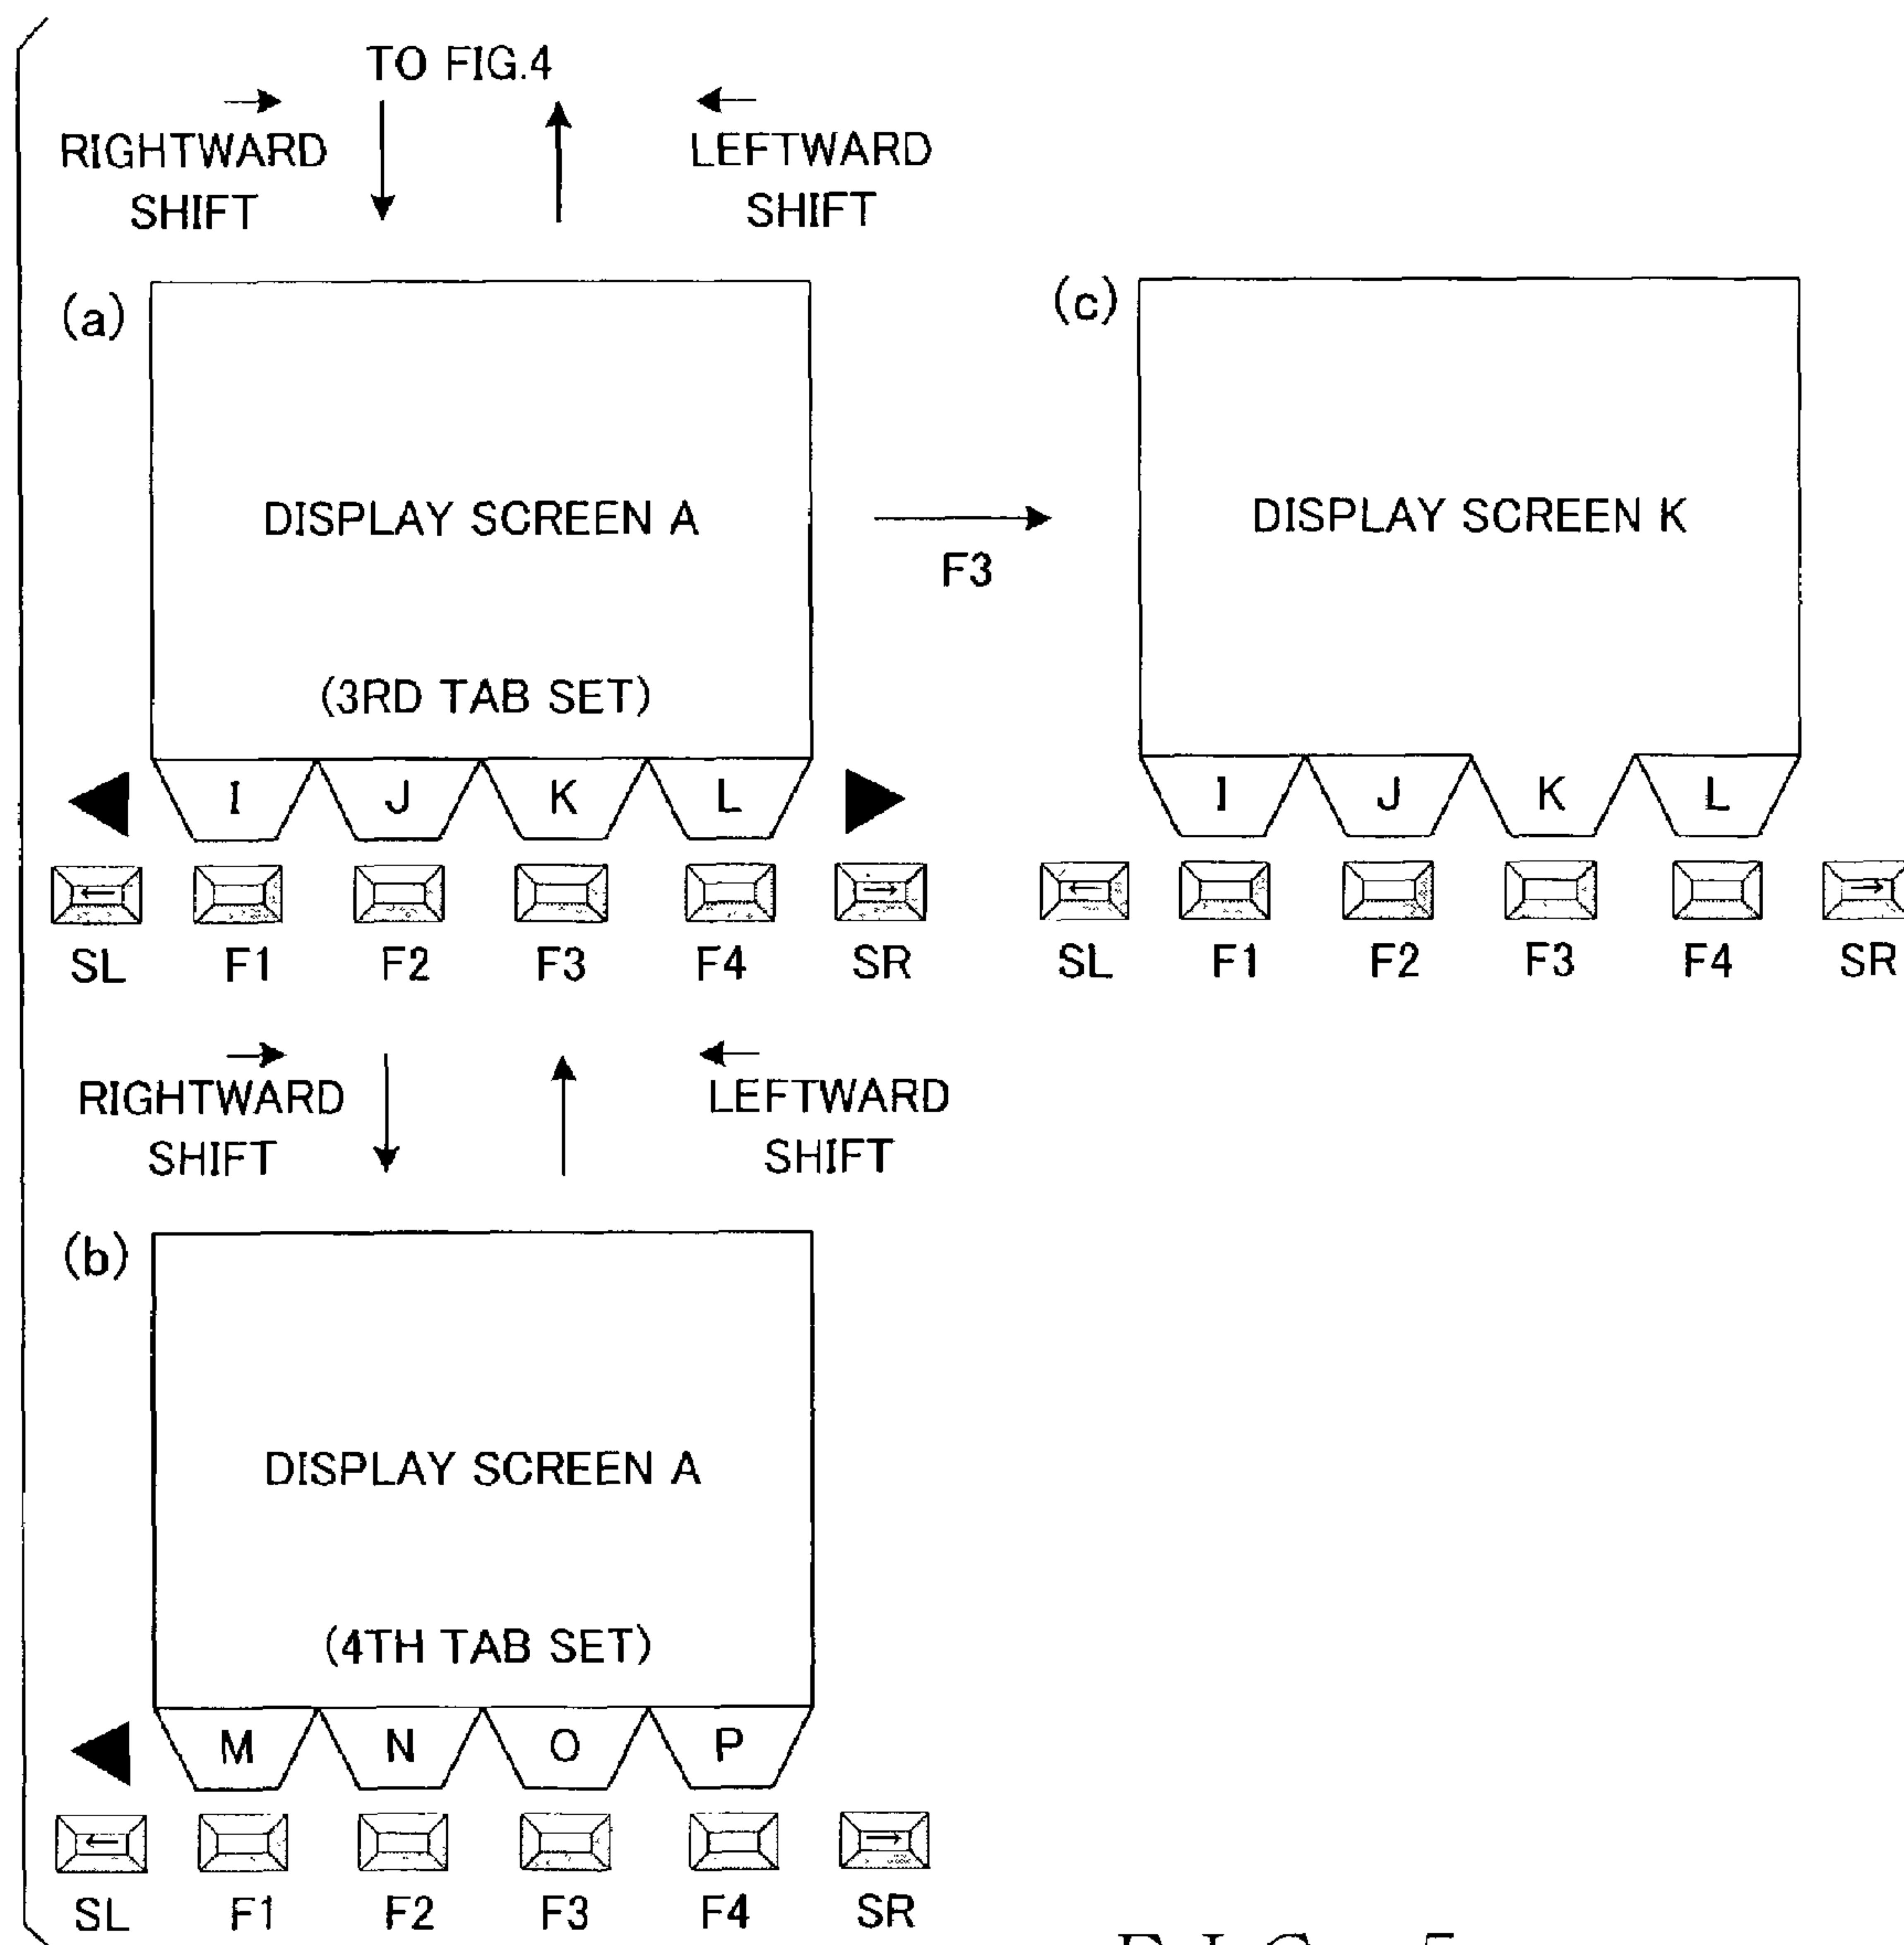 TO FIG.4
RIGHTWARD
SHIFT
LEFTWARD
SHIFT
(a)
DISPLAY SCREEN A
(3RD TAB SET)
I J K L
SL F1 F2 F3 F4 SR
F3
(c)
DISPLAY SCREEN K
I J K L
SL F1 F2 F3 F4 SR
RIGHTWARD
SHIFT
LEFTWARD
SHIFT
(b)
DISPLAY SCREEN A
(4TH TAB SET)
M N O P
SL F1 F2 F3 F4 SR
FIG. 5